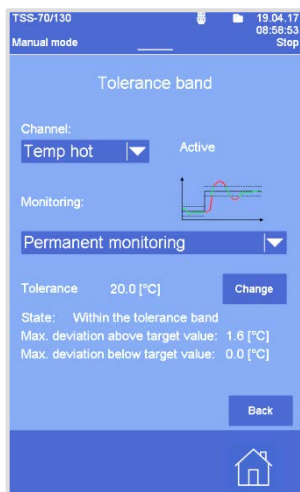 TSS-70/130 19.04.17
08:58:53
Manual mode Stop
Tolerance band
Channel:
Temp hot Active
Monitoring:
Permanent monitoring
Tolerance 20.0 [°C] Change
State: Within the tolerance band
Max. deviation above target value: 1.6 [°C]
Max. deviation below target value: 0.0 [°C]
Back